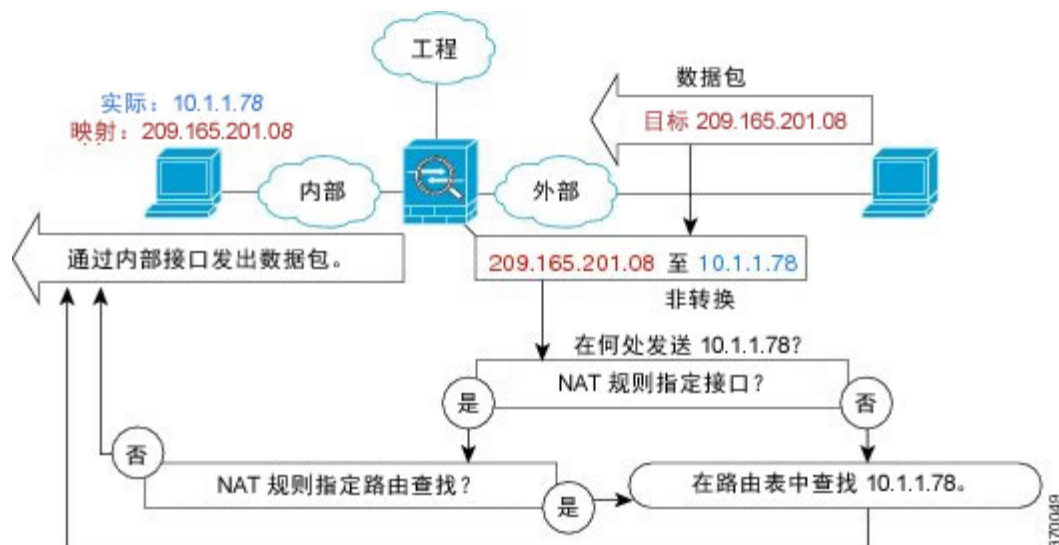 工程
数据包
目标 209.165.201.08
实际：10.1.1.78
映射：209.165.201.08
内部
外部
通过内部接口发出数据包。
209.165.201.08 至 10.1.1.78
非转换
在何处发送 10.1.1.78？
NAT 规则指定接口？
是
否
否
NAT 规则指定路由查找？
是
在路由表中查找 10.1.1.78。
370049